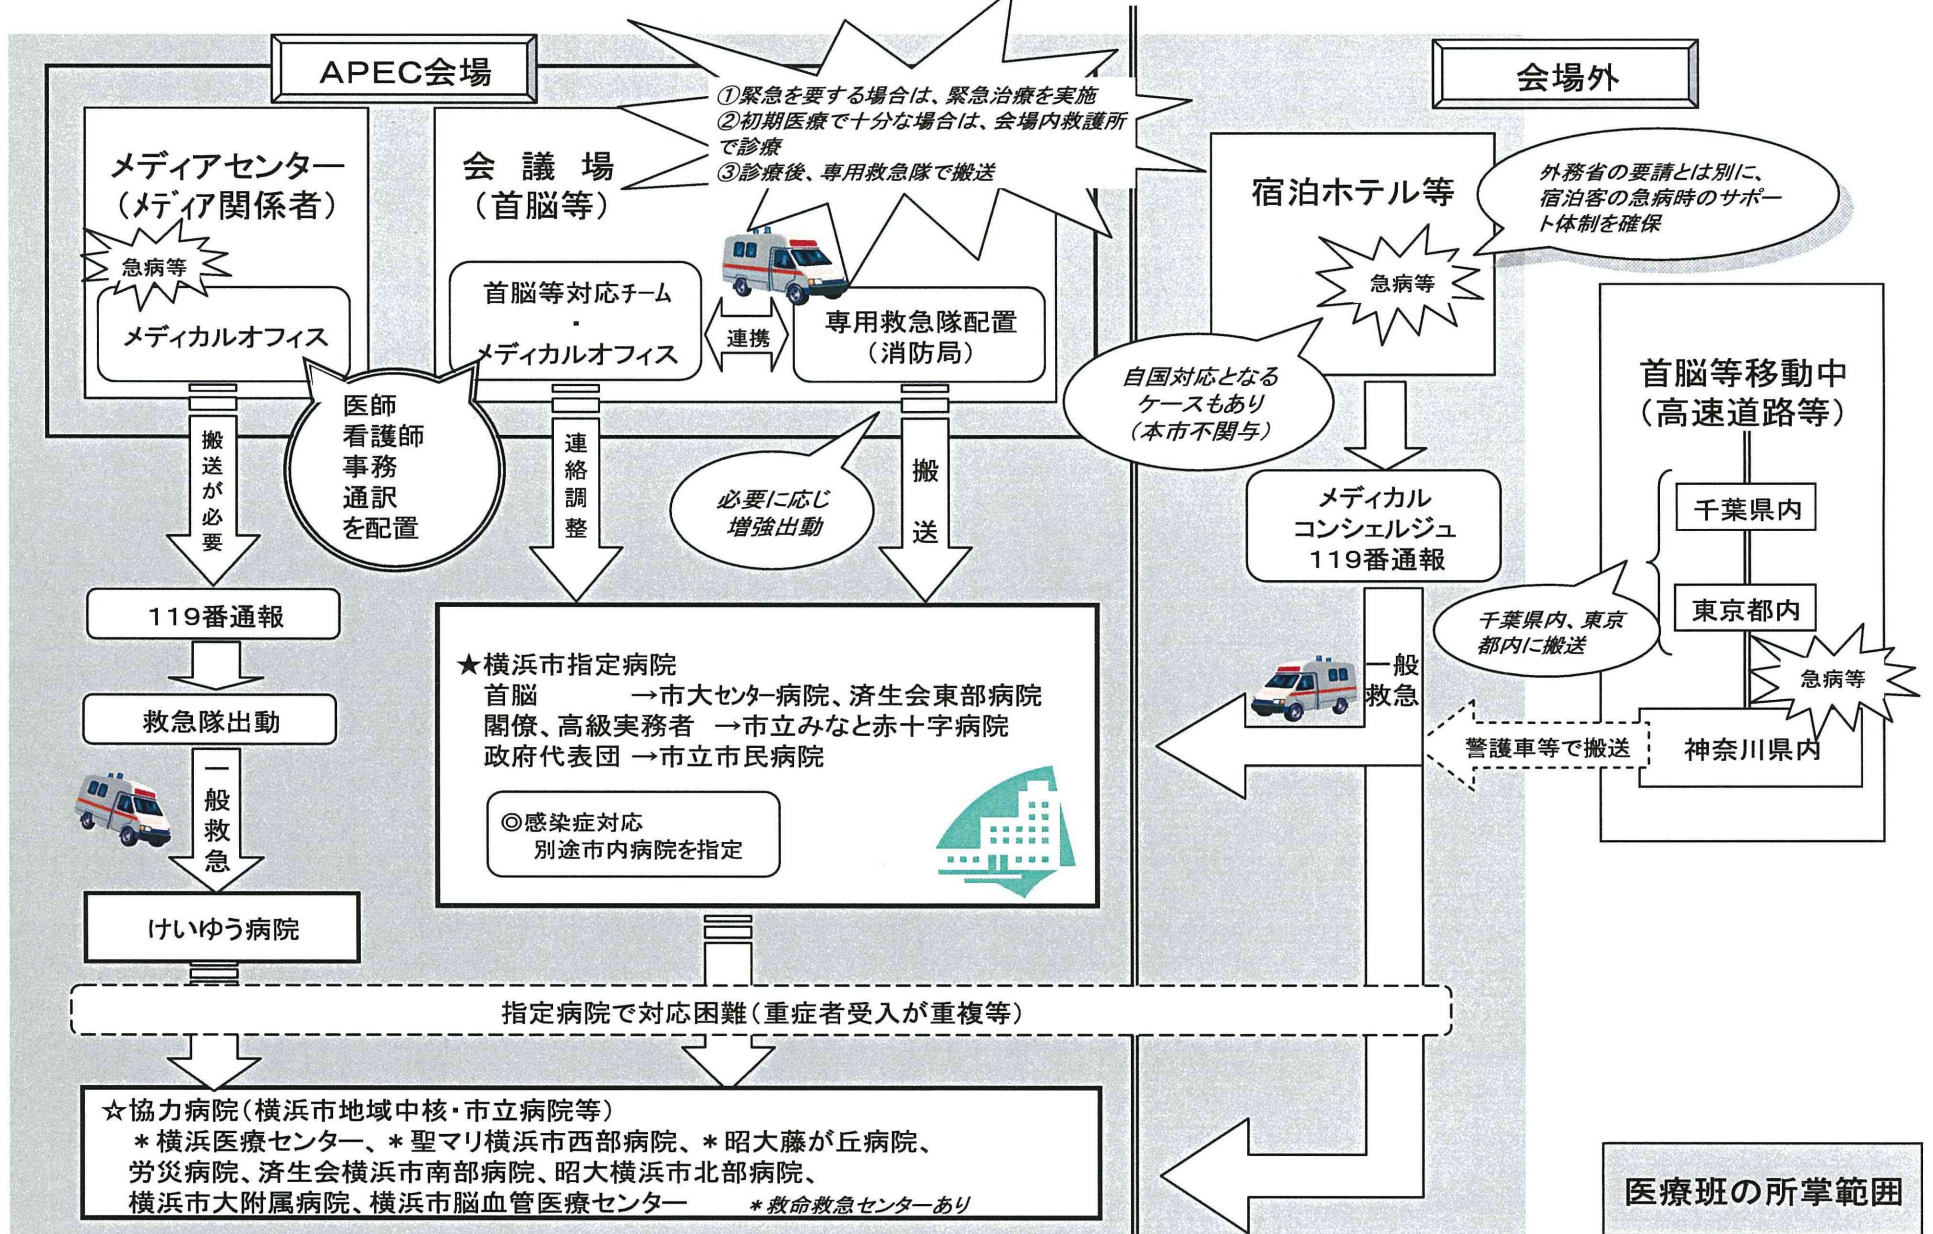 APEC会場
会場外
①緊急を要する場合は、緊急治療を実施
②初期医療で十分な場合は、会場内救護所
で診療
③診療後、専用救急隊で搬送
メディアセンター
(メディア関係者)
急病等
メディカルオフィス
会議場
(首脳等)
首脳等対応チーム
・
メディカルオフィス
連携
専用救急隊配置
(消防局)
医師
看護師
事務
通訳
を配置
搬送が必要
連絡調整
必要に応じ
増強出動
搬送
119番通報
救急隊出動
一般救急
けいゆう病院
★横浜市指定病院
首脳 →市大センター病院、済生会東部病院
閣僚、高級実務者 →市立みなと赤十字病院
政府代表団 →市立市民病院
◎感染症対応
別途市内病院を指定
宿泊ホテル等
急病等
外務省の要請とは別に、
宿泊客の急病時のサポー
ト体制を確保
自国対応となる
ケースもあり
(本市不関与)
メディカル
コンシェルジュ
119番通報
一般
救急
首脳等移動中
(高速道路等)
千葉県内
東京都内
千葉県内、東京
都内に搬送
急病等
神奈川県内
警護車等で搬送
指定病院で対応困難(重症者受入が重複等)
☆協力病院(横浜市地域中核・市立病院等)
＊横浜医療センター、＊聖マリ横浜市西部病院、＊昭大藤が丘病院、
労災病院、済生会横浜市南部病院、昭大横浜市北部病院、
横浜市大附属病院、横浜市脳血管医療センター ＊救命救急センターあり
医療班の所掌範囲